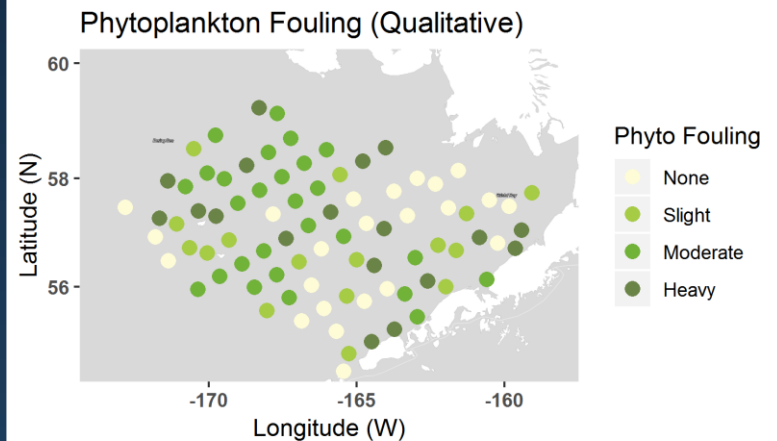 Phytoplankton Fouling (Qualitative)
60
58
56
Latitude (N)
-170
-165
-160
Longitude (W)
Phyto Fouling
None
Slight
Moderate
Heavy